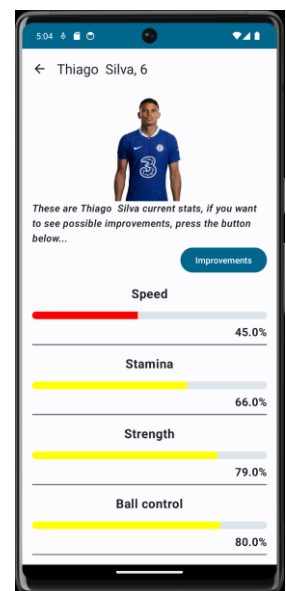 5:04
Thiago  Silva, 6
3
These are Thiago  Silva current stats, if you want
to see possible improvements, press the button
below...
Improvements
Speed
45.0%
Stamina
66.0%
Strength
79.0%
Ball control
80.0%